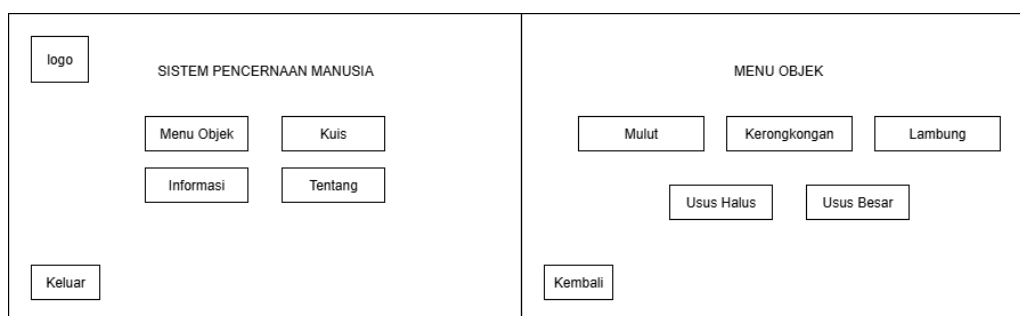 logo
SISTEM PENCERNAAN MANUSIA
Menu Objek
Kuis
Informasi
Tentang
Keluar
MENU OBJEK
Mulut
Kerongkongan
Lambung
Usus Halus
Usus Besar
Kembali